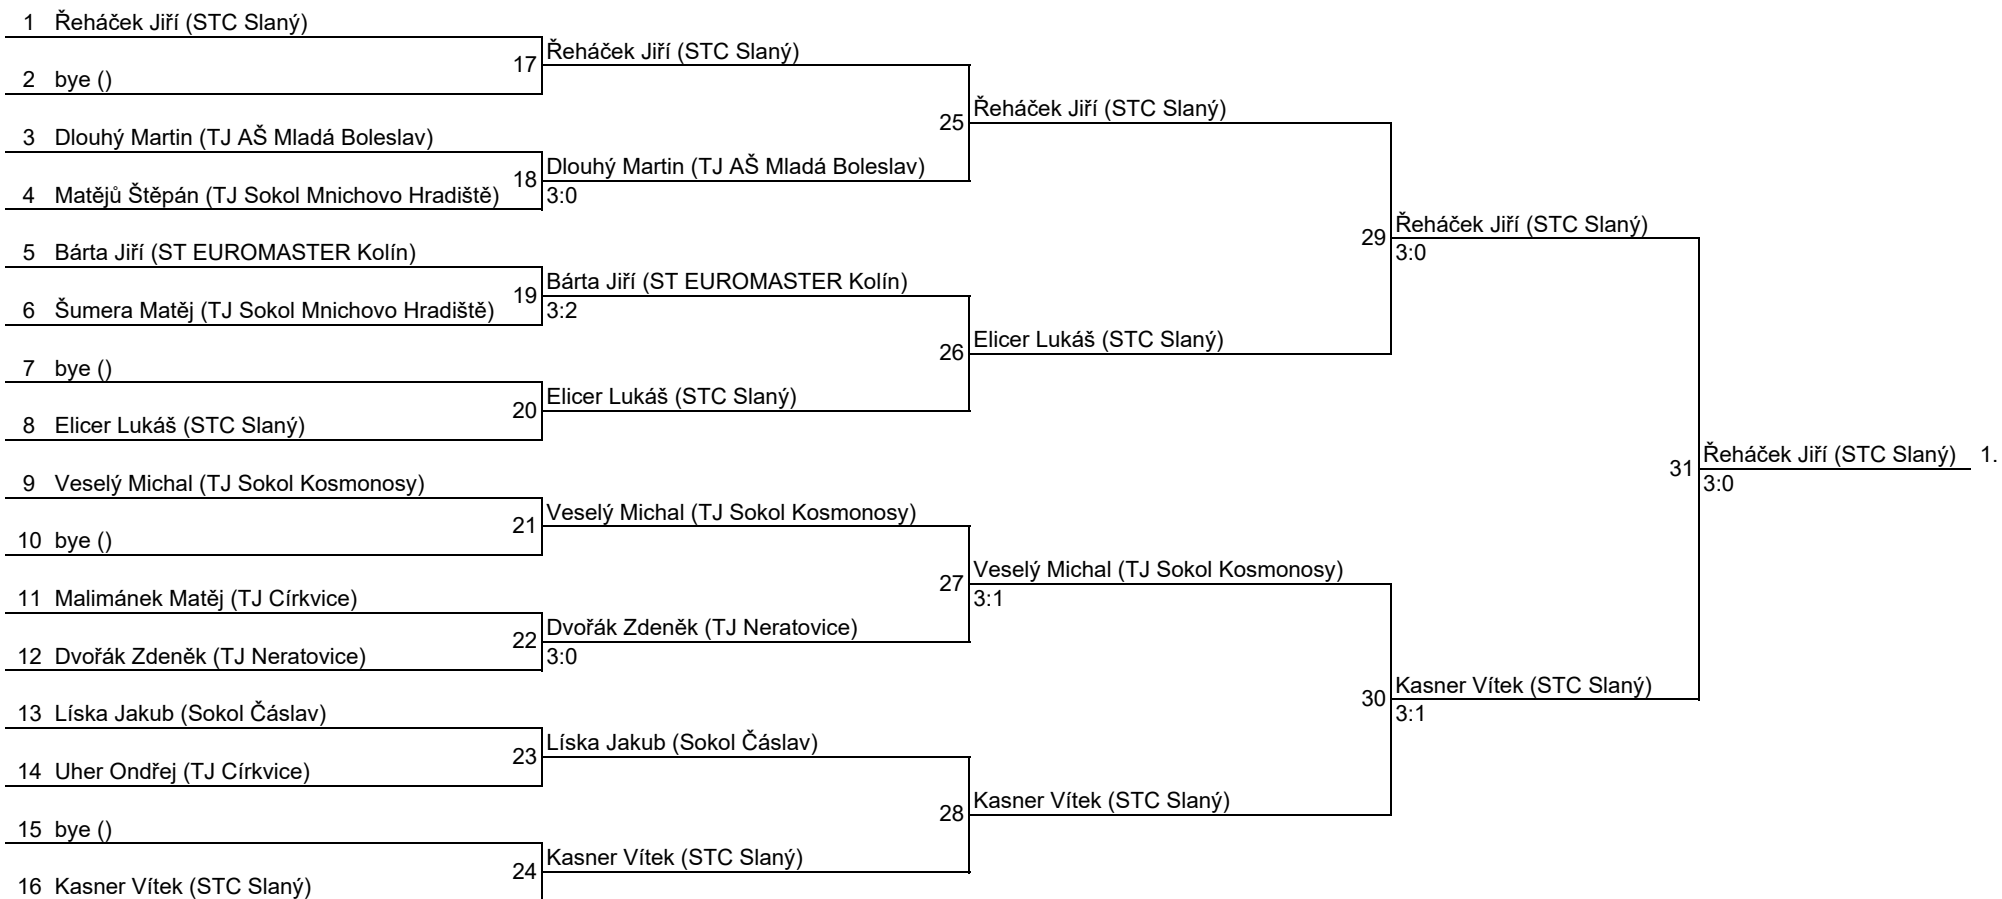 1 Řeháček Jiří (STC Slaný)
Řeháček Jiří (STC Slaný)
17
2 bye ()
Řeháček Jiří (STC Slaný)
25
3 Dlouhý Martin (TJ AŠ Mladá Boleslav)
Dlouhý Martin (TJ AŠ Mladá Boleslav)
18
3:0
4 Matějů Štěpán (TJ Sokol Mnichovo Hradiště)
Řeháček Jiří (STC Slaný)
29
3:0
5 Bárta Jiří (ST EUROMASTER Kolín)
Bárta Jiří (ST EUROMASTER Kolín)
19
3:2
6 Šumera Matěj (TJ Sokol Mnichovo Hradiště)
Elicer Lukáš (STC Slaný)
26
7 bye ()
Elicer Lukáš (STC Slaný)
20
8 Elicer Lukáš (STC Slaný)
Řeháček Jiří (STC Slaný) 1.
31
3:0
9 Veselý Michal (TJ Sokol Kosmonosy)
Veselý Michal (TJ Sokol Kosmonosy)
21
10 bye ()
Veselý Michal (TJ Sokol Kosmonosy)
27
3:1
11 Malimánek Matěj (TJ Církvice)
Dvořák Zdeněk (TJ Neratovice)
22
3:0
12 Dvořák Zdeněk (TJ Neratovice)
Kasner Vítek (STC Slaný)
30
3:1
13 Líska Jakub (Sokol Čáslav)
Líska Jakub (Sokol Čáslav)
23
14 Uher Ondřej (TJ Církvice)
Kasner Vítek (STC Slaný)
28
15 bye ()
Kasner Vítek (STC Slaný)
24
16 Kasner Vítek (STC Slaný)